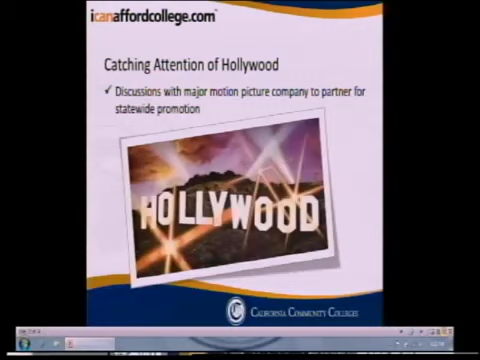 icanaffordcollege.com
Catching Attention of Hollywood
✓ Discussions with major motion picture company to partner for
statewide promotion
HOLLYWOOD
CALIFORNIA COMMUNITY COLLEGES